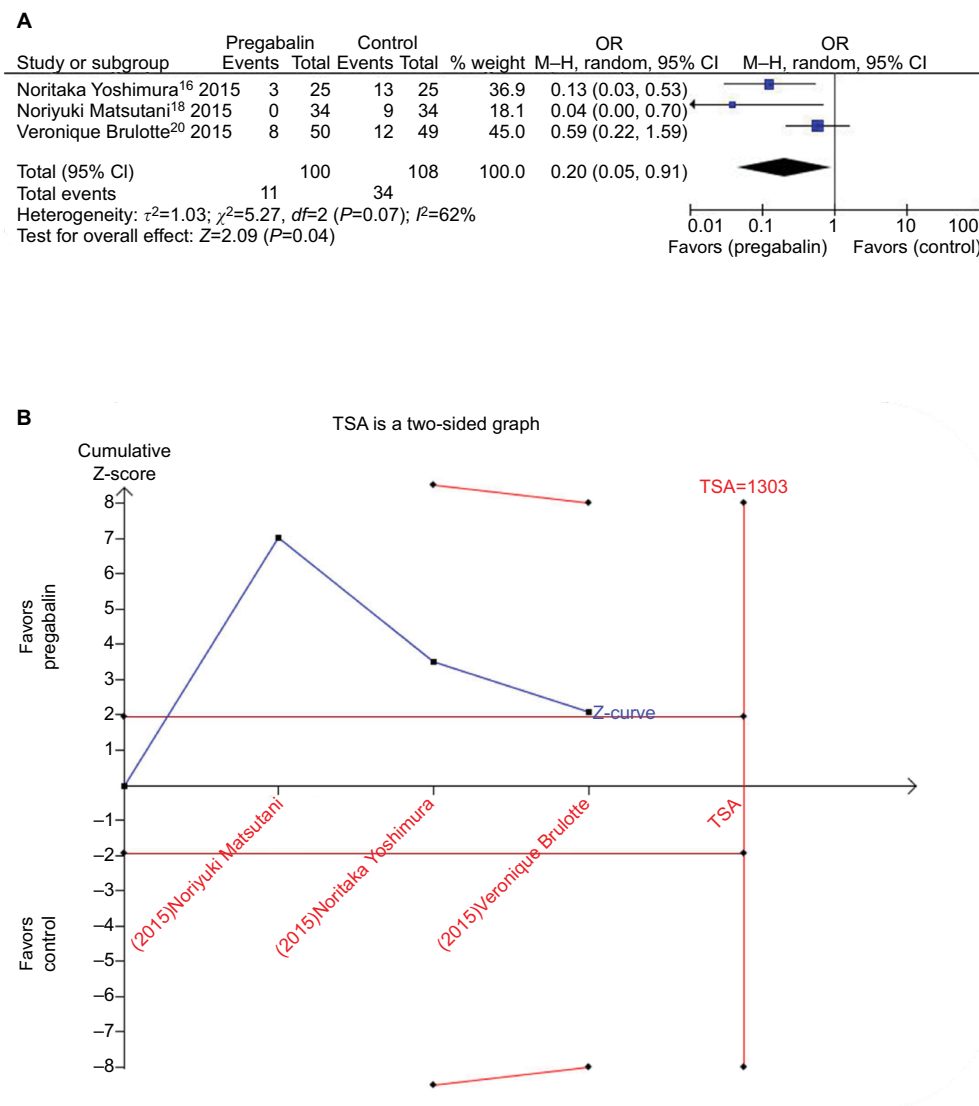 A
Pregabalin Control OR OR
Study or subgroup Events Total Events Total % weight M–H, random, 95% CI M–H, random, 95% CI
Noritaka Yoshimura16 2015 3 25 13 25 36.9 0.13 (0.03, 0.53)
Noriyuki Matsutani18 2015 0 34 9 34 18.1 0.04 (0.00, 0.70)
Veronique Brulotte20 2015 8 50 12 49 45.0 0.59 (0.22, 1.59)
Total (95% CI) 100 108 100.0 0.20 (0.05, 0.91)
Total events 11 34
Heterogeneity: τ2=1.03; χ2=5.27, df=2 (P=0.07); I2=62%
Test for overall effect: Z=2.09 (P=0.04)
0.01 0.1 1 10 100
Favors (pregabalin) Favors (control)
B
TSA is a two-sided graph
Cumulative
Z-score
TSA=1303
8
7
6
5
4
3
2
1
–1
–2
–3
–4
–5
–6
–7
–8
Favors
pregabalin
Favors
control
Z-curve
(2015)Noriyuki Matsutani
(2015)Noritaka Yoshimura
(2015)Veronique Brulotte
TSA